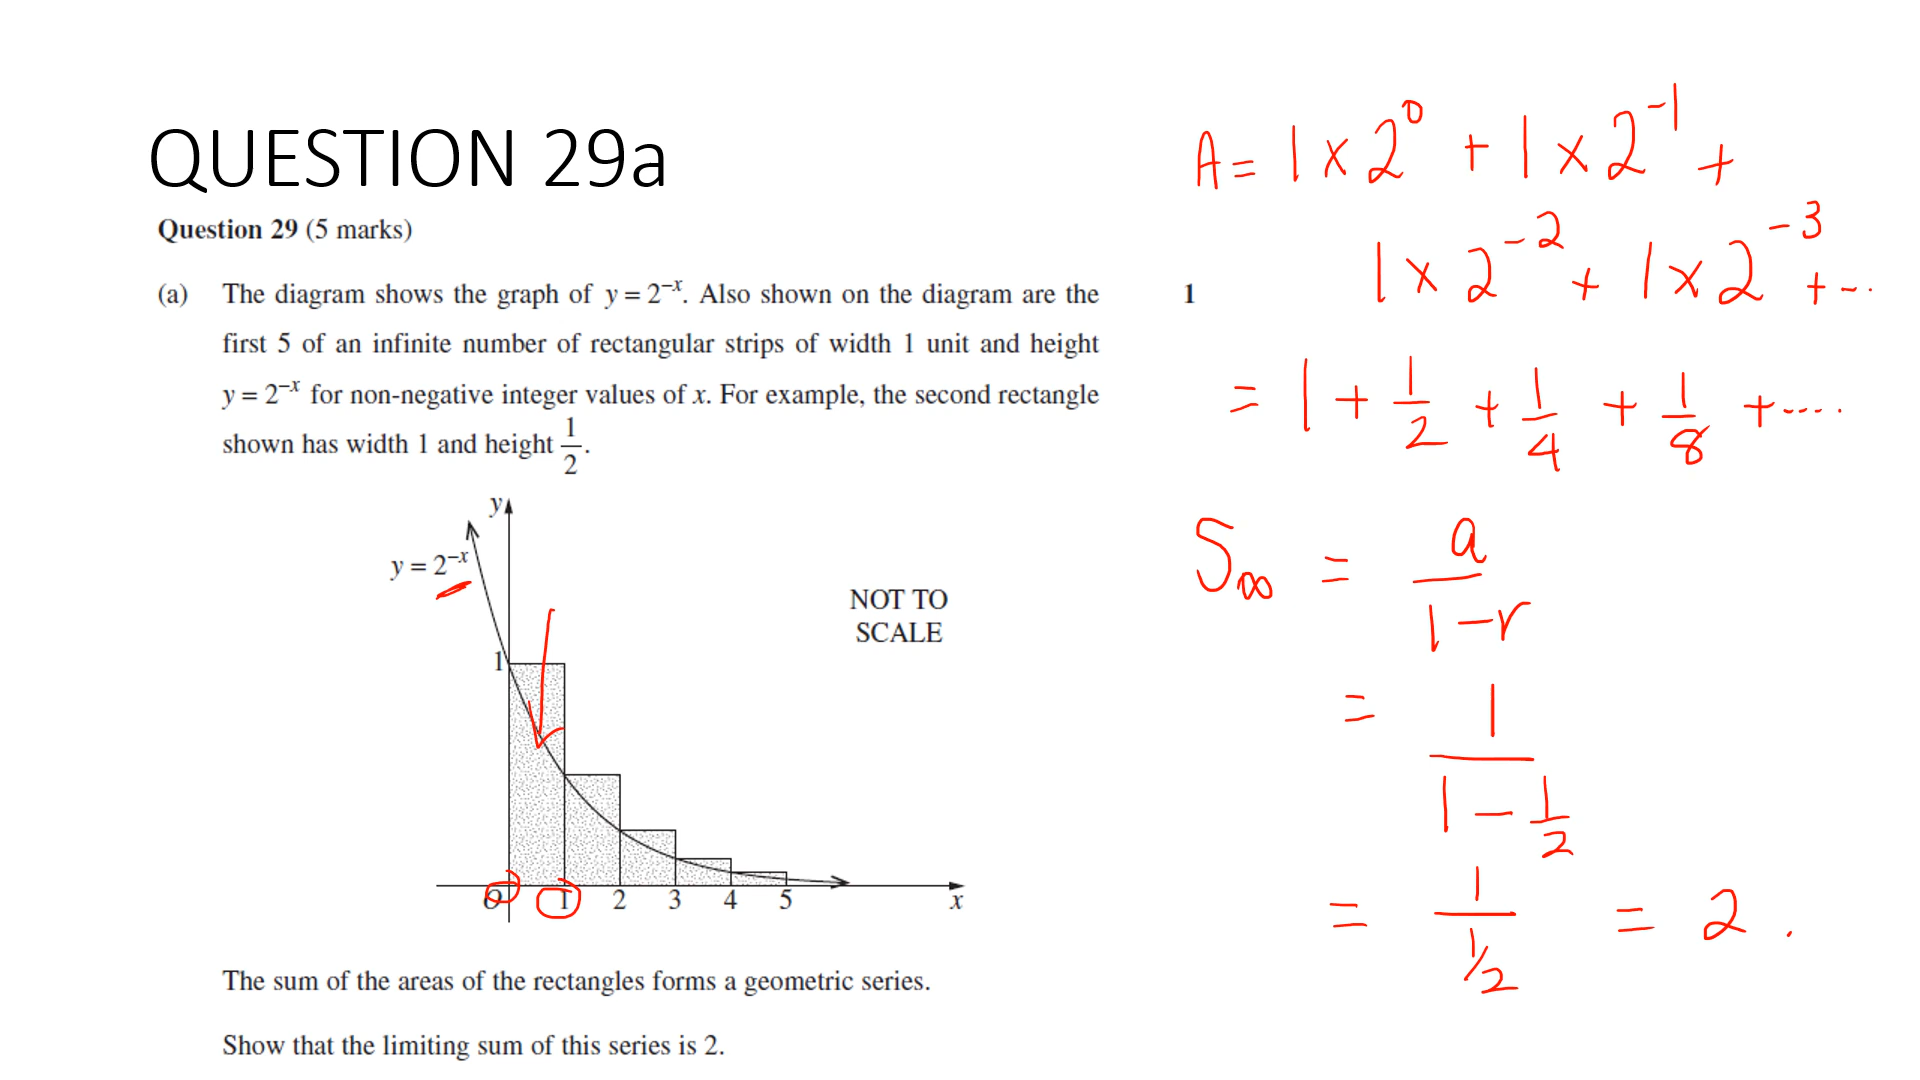 QUESTION 29a
Question 29 (5 marks)
(a) The diagram shows the graph of y = 2⁻ˣ. Also shown on the diagram are the 1
first 5 of an infinite number of rectangular strips of width 1 unit and height
y = 2⁻ˣ for non-negative integer values of x. For example, the second rectangle
shown has width 1 and height 1/2.
y
y = 2⁻ˣ
NOT TO
SCALE
1
O 1 2 3 4 5 x
The sum of the areas of the rectangles forms a geometric series.
Show that the limiting sum of this series is 2.
A = 1 × 2⁰ + 1 × 2⁻¹ +
1 × 2⁻² + 1 × 2⁻³ + ...
= 1 + 1/2 + 1/4 + 1/8 + ....
S∞ = a/(1-r)
= 1/(1 - 1/2)
= 1/(1/2) = 2.